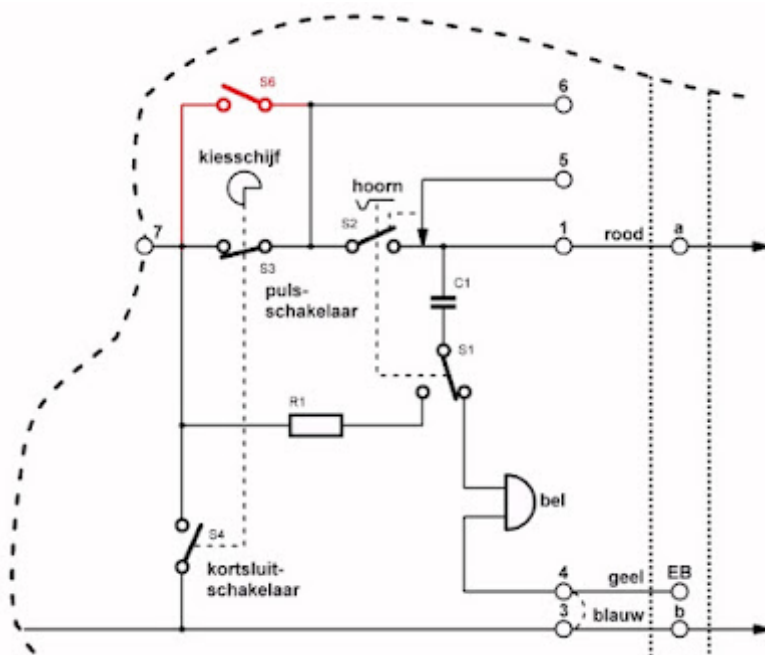 S6
6
kiesschijf
hoorn
5
7
S2
1
rood
a
S3
puls-
schakelaar
C1
S1
R1
bel
S4
kortsluit-
schakelaar
4
geel
EB
3
blauw
b